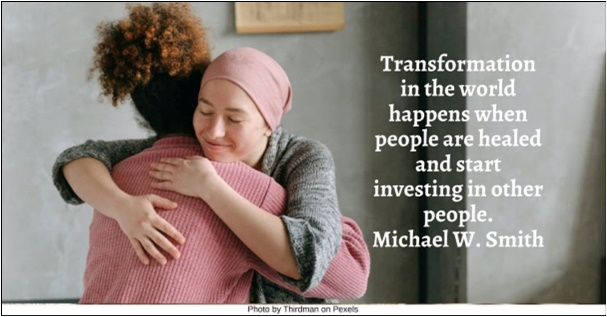 Transformation
in the world
happens when
people are healed
and start
investing in other
people.
Michael W. Smith
Photo by Thirdman on Pexels